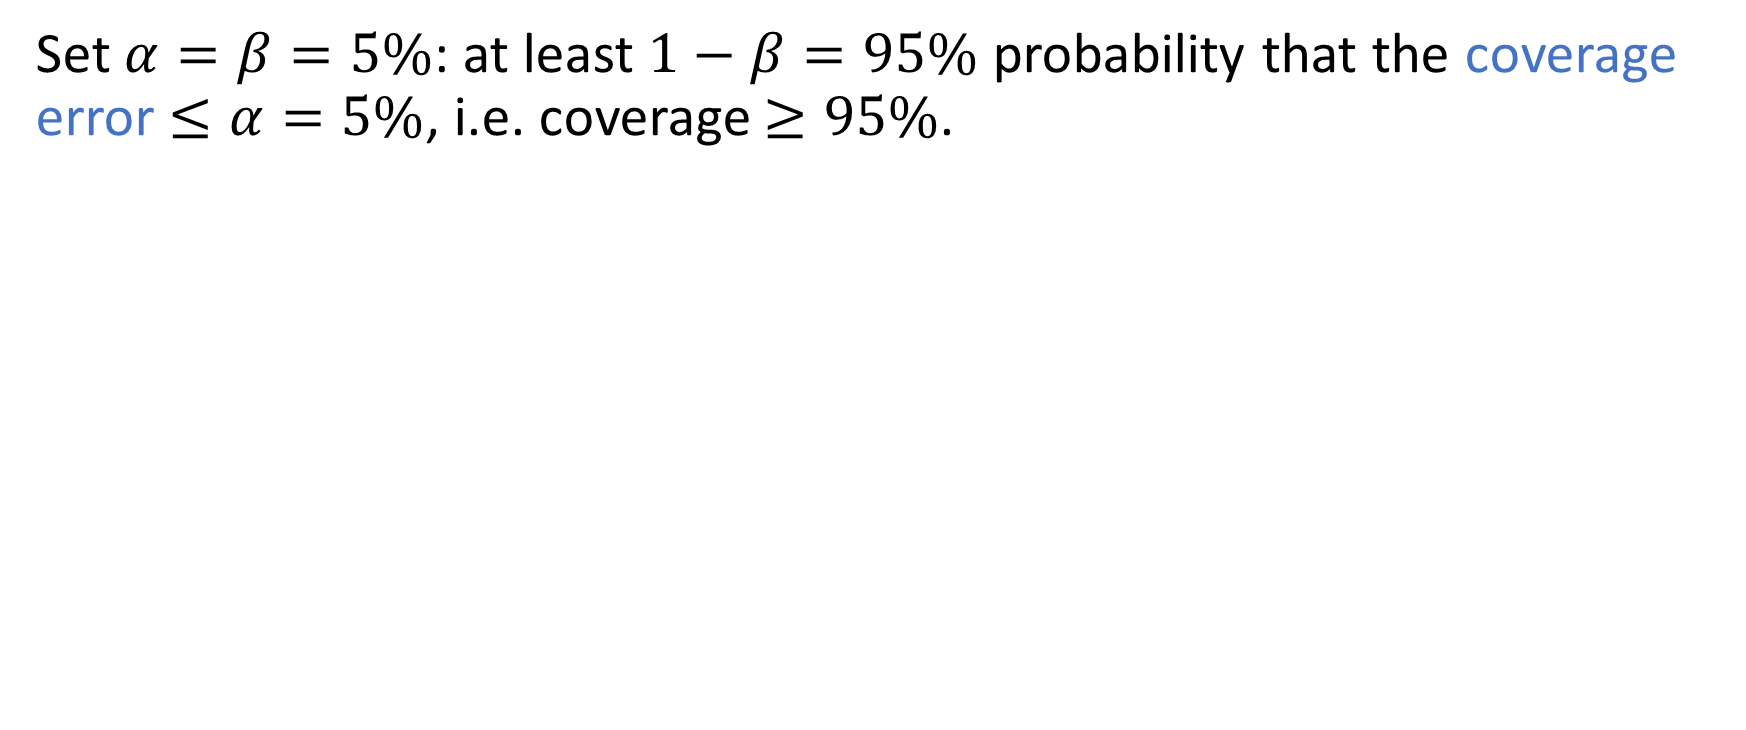 Set 𝛼 = 𝛽 = 5%: at least 1 − 𝛽 = 95% probability that the coverage
error ≤ 𝛼 = 5%, i.e. coverage ≥ 95%.